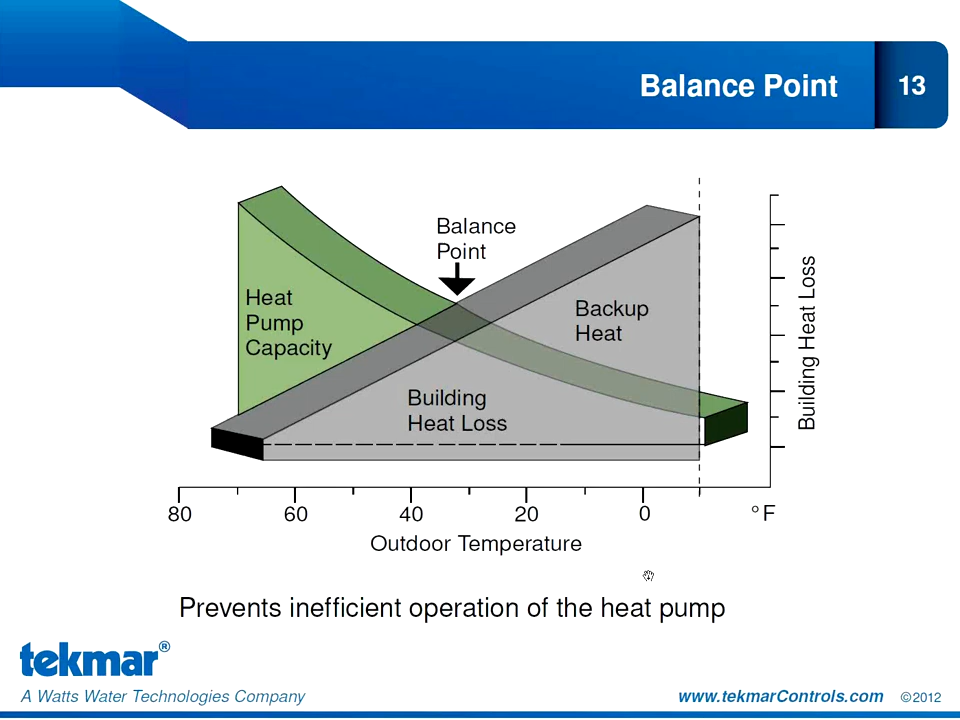 Balance Point
13
Balance
Point
Heat
Pump
Capacity
Backup
Heat
Building
Heat Loss
Building Heat Loss
80 60 40 20 0 °F
Outdoor Temperature
Prevents inefficient operation of the heat pump
tekmar®
A Watts Water Technologies Company
www.tekmarControls.com ©2012